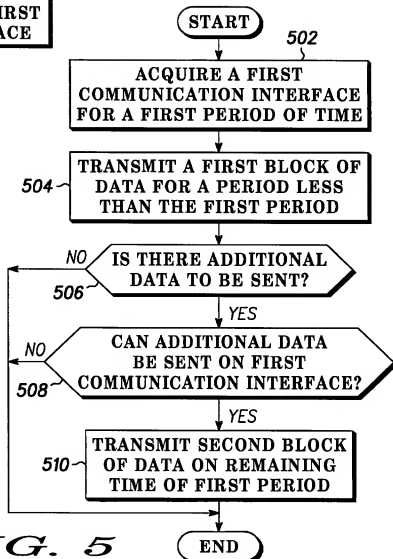 IRST
ACE
START
502
ACQUIRE A FIRST
COMMUNICATION INTERFACE
FOR A FIRST PERIOD OF TIME
504
TRANSMIT A FIRST BLOCK OF
DATA FOR A PERIOD LESS
THAN THE FIRST PERIOD
NO
506
IS THERE ADDITIONAL
DATA TO BE SENT?
YES
NO
508
CAN ADDITIONAL DATA
BE SENT ON FIRST
COMMUNICATION INTERFACE?
YES
510
TRANSMIT SECOND BLOCK
OF DATA ON REMAINING
TIME OF FIRST PERIOD
G. 5
END